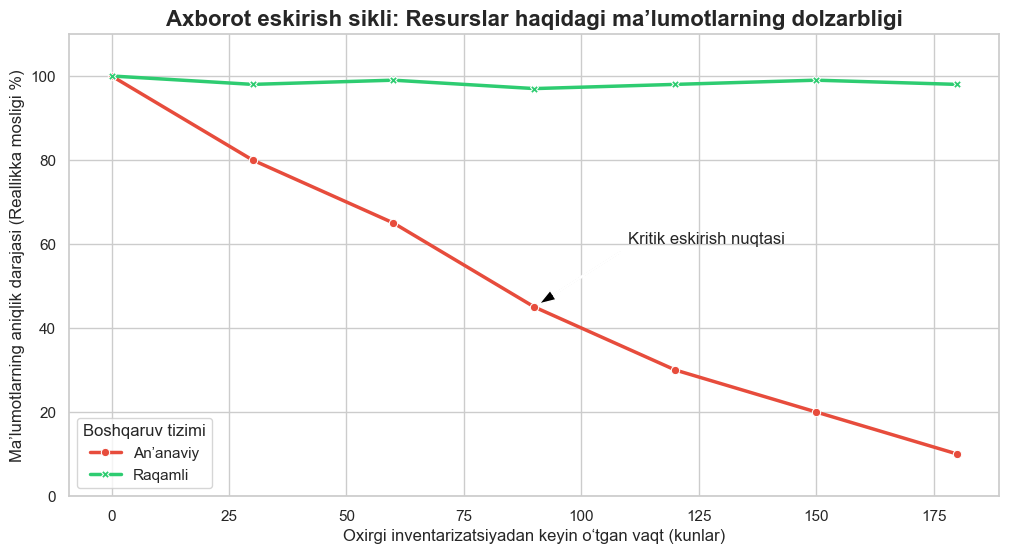 Axborot eskirish sikli: Resurslar haqidagi ma’lumotlarning dolzarbligi
Ma’lumotlarning aniqlik darajasi (Reallikka mosligi %)
100
80
60
40
20
0
Kritik eskirish nuqtasi
Boshqaruv tizimi
An’anaviy
Raqamli
0 25 50 75 100 125 150 175
Oxirgi inventarizatsiyadan keyin o‘tgan vaqt (kunlar)